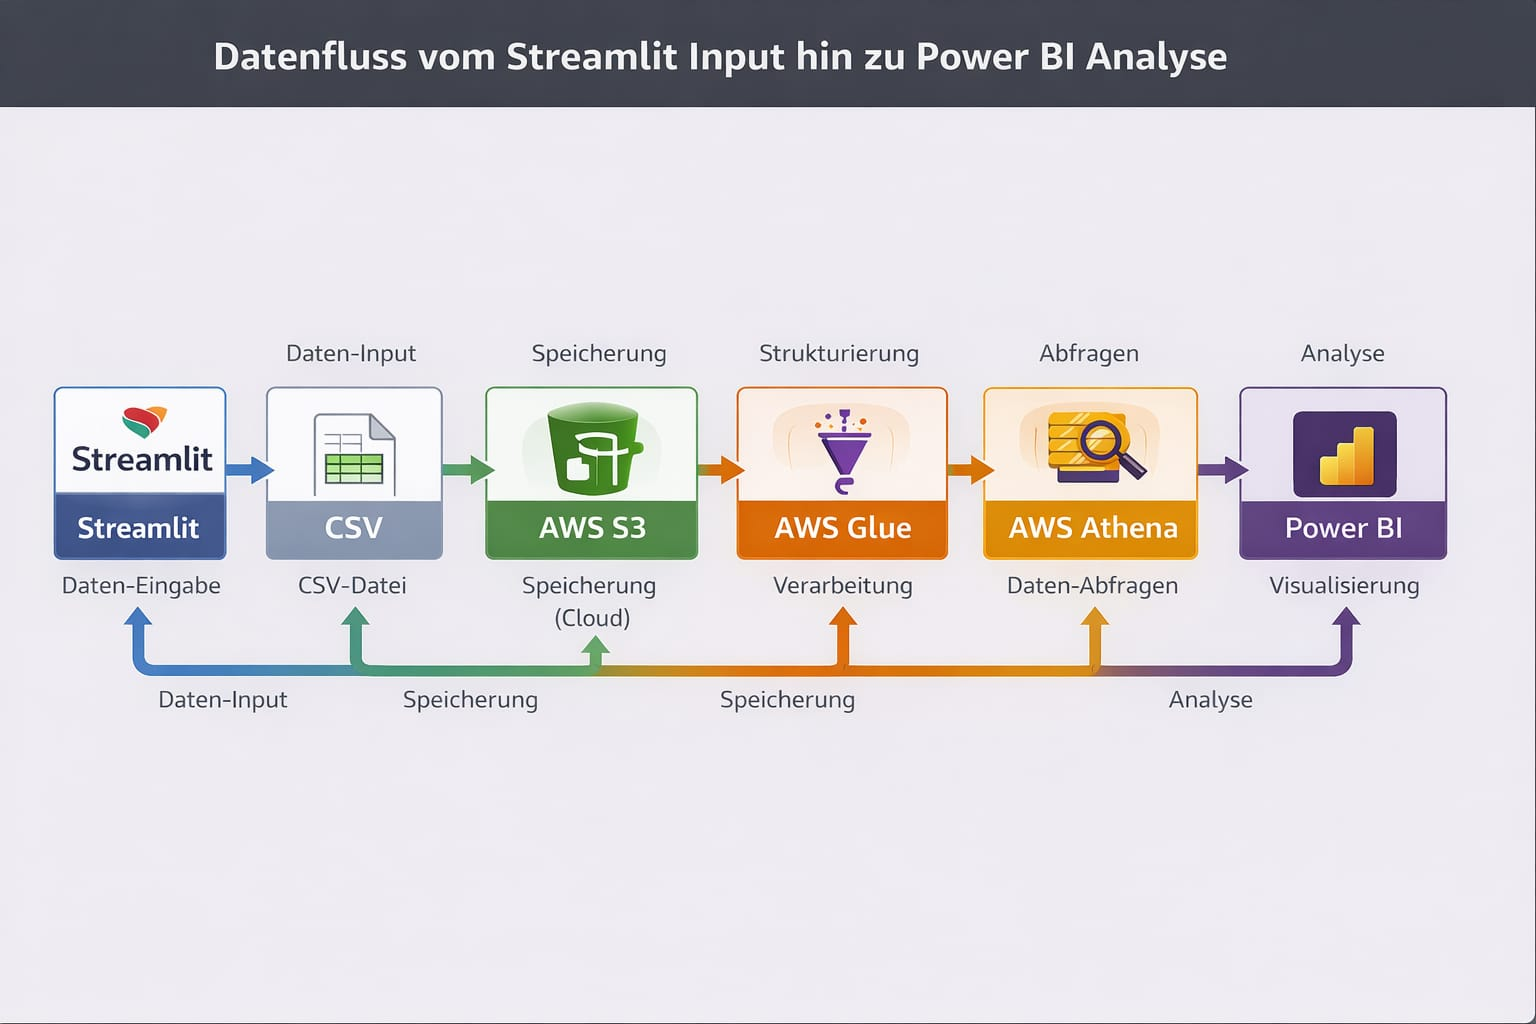 Datenfluss vom Streamlit Input hin zu Power BI Analyse
Daten-Input
Speicherung
Strukturierung
Abfragen
Analyse
Streamlit
Streamlit
CSV
AWS S3
AWS Glue
AWS Athena
Power BI
Daten-Eingabe
CSV-Datei
Speicherung
(Cloud)
Verarbeitung
Daten-Abfragen
Visualisierung
Daten-Input
Speicherung
Speicherung
Analyse